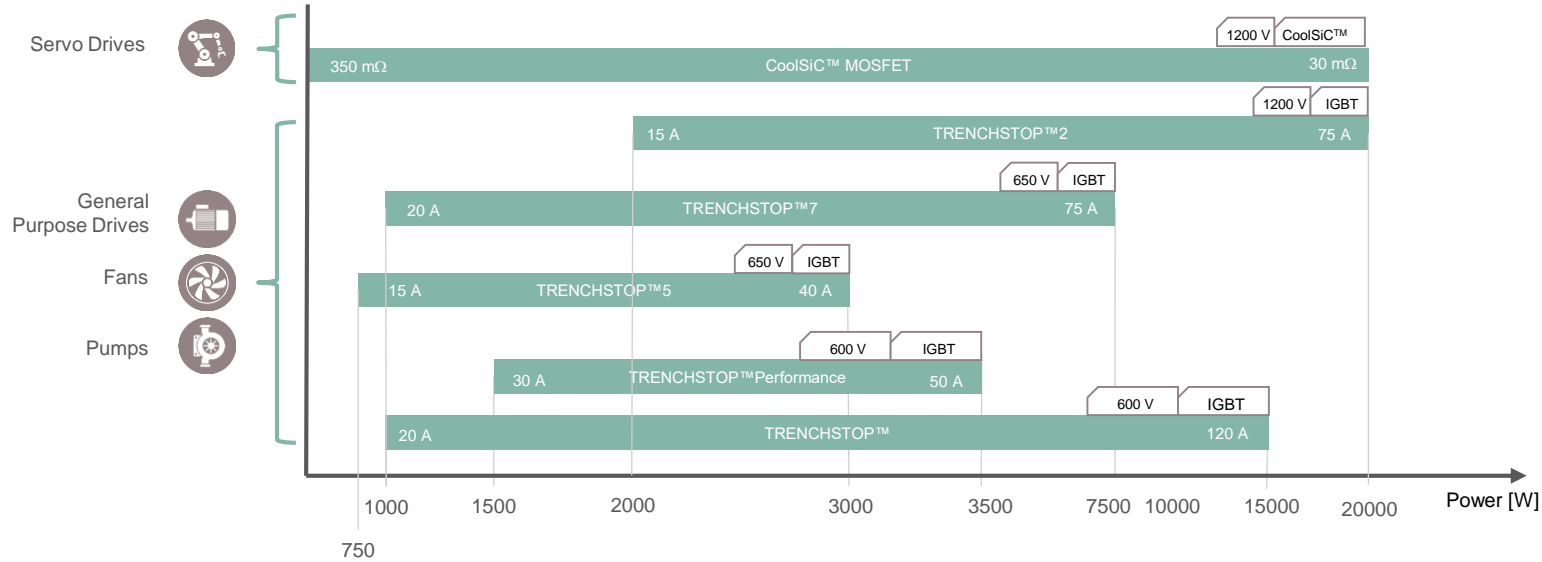 Servo Drives
1200 V CoolSiC™
350 mΩ CoolSiC™ MOSFET 30 mΩ
1200 V IGBT
15 A TRENCHSTOP™2 75 A
650 V IGBT
General
Purpose Drives
20 A TRENCHSTOP™7 75 A
650 V IGBT
Fans
15 A TRENCHSTOP™5 40 A
600 V IGBT
Pumps
30 A TRENCHSTOP™Performance 50 A
600 V IGBT
20 A TRENCHSTOP™ 120 A
1000 1500 2000 3000 3500 7500 10000 15000 20000 Power [W]
750